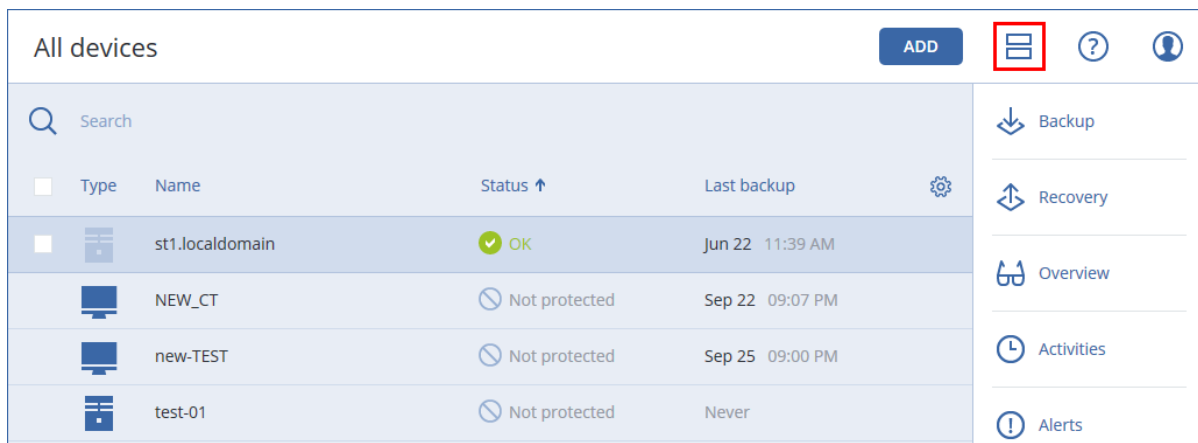 All devices
ADD
?
Search
Backup
Type Name Status ↑ Last backup
Recovery
st1.localdomain OK Jun 22 11:39 AM
Overview
NEW_CT Not protected Sep 22 09:07 PM
new-TEST Not protected Sep 25 09:00 PM
Activities
test-01 Not protected Never
Alerts